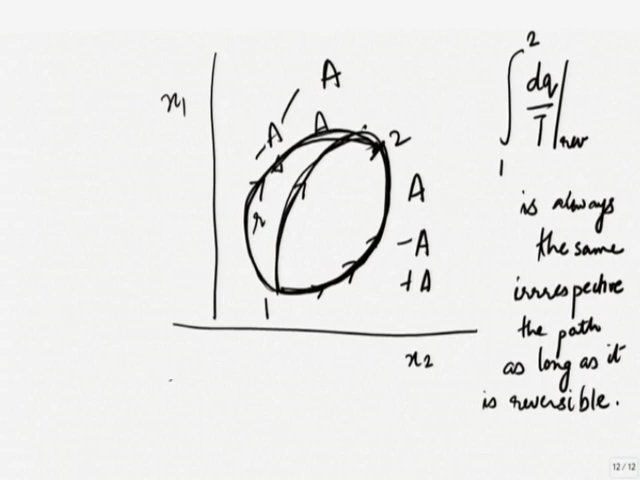 x1
A
-A
A
r
2
A
-A
+A
1
x2
∫ 2
1
dq
T
rev
is always
the same
irrrespective
the path
as long as it
is reversible.
12/12